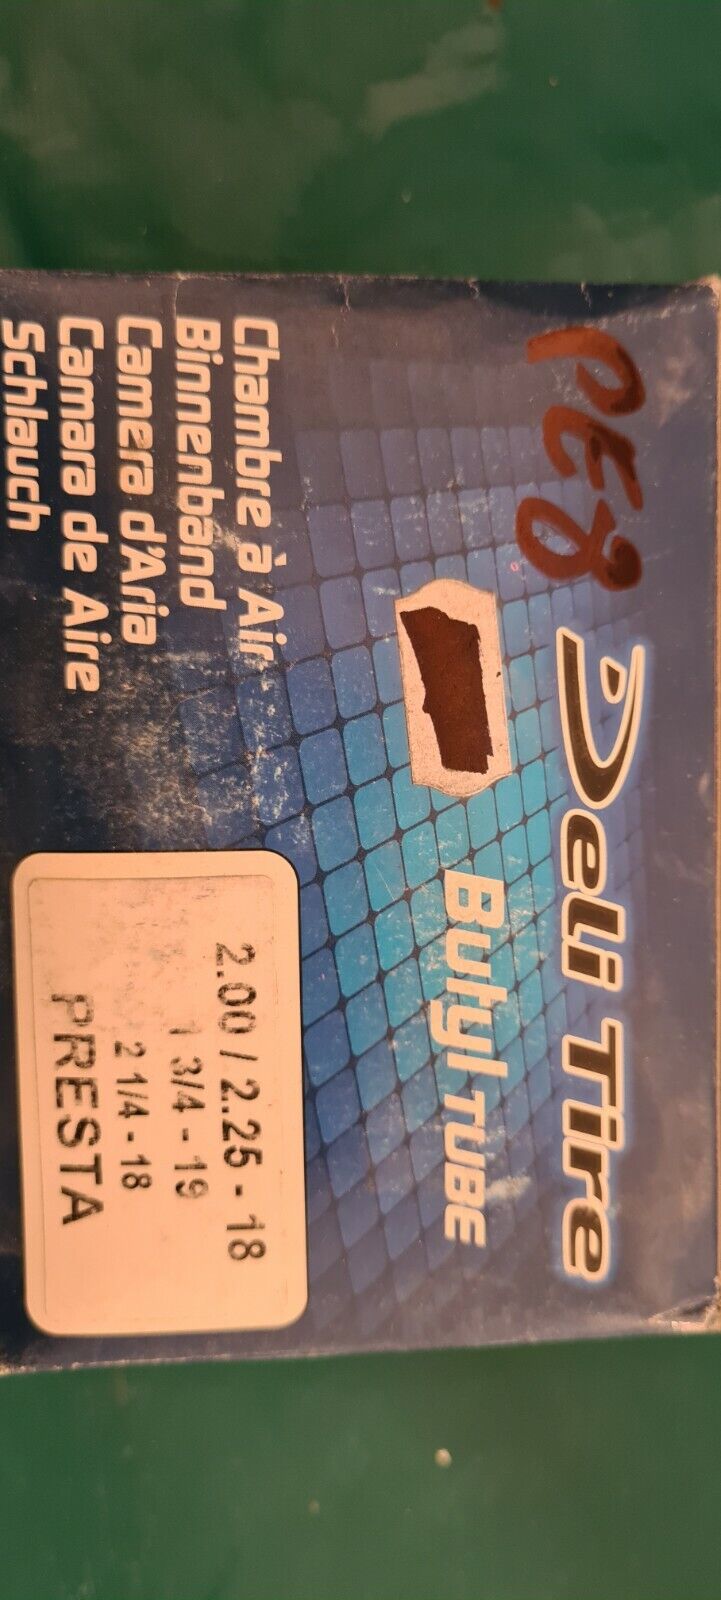 PE8
Deli Tire
Butyl TUBE
Chambre à Air
Binnenband
Camera d'Aria
Camara de Aire
Schlauch
2.00 / 2.25 - 18
1 3/4 - 19
2 1/4 - 18
PRESTA